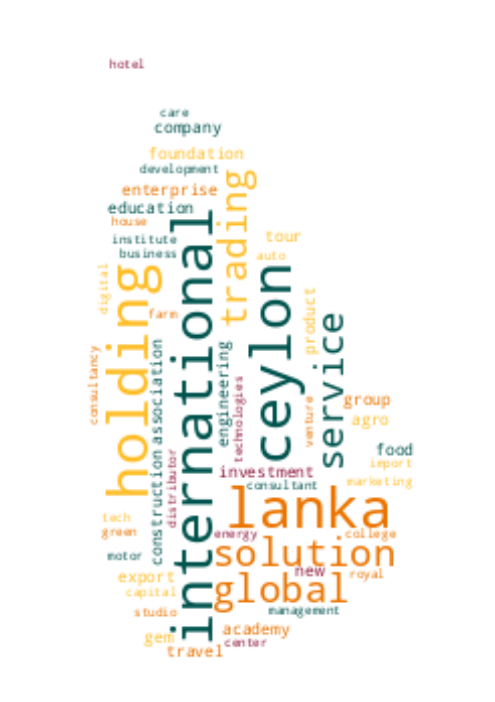 hotel
care
company
foundation
development
enterprise
trading
education
house
international
institute
tour
business
auto
holding
digital
ceylon
product
farm
service
consultancy
association
construction
engineering
technologies
venture
group
agro
distributor
food
import
investment
consultant
marketing
lanka
tech
green
energy
college
solution
motor
new
royal
export
global
capital
management
studio
academy
gem
center
travel